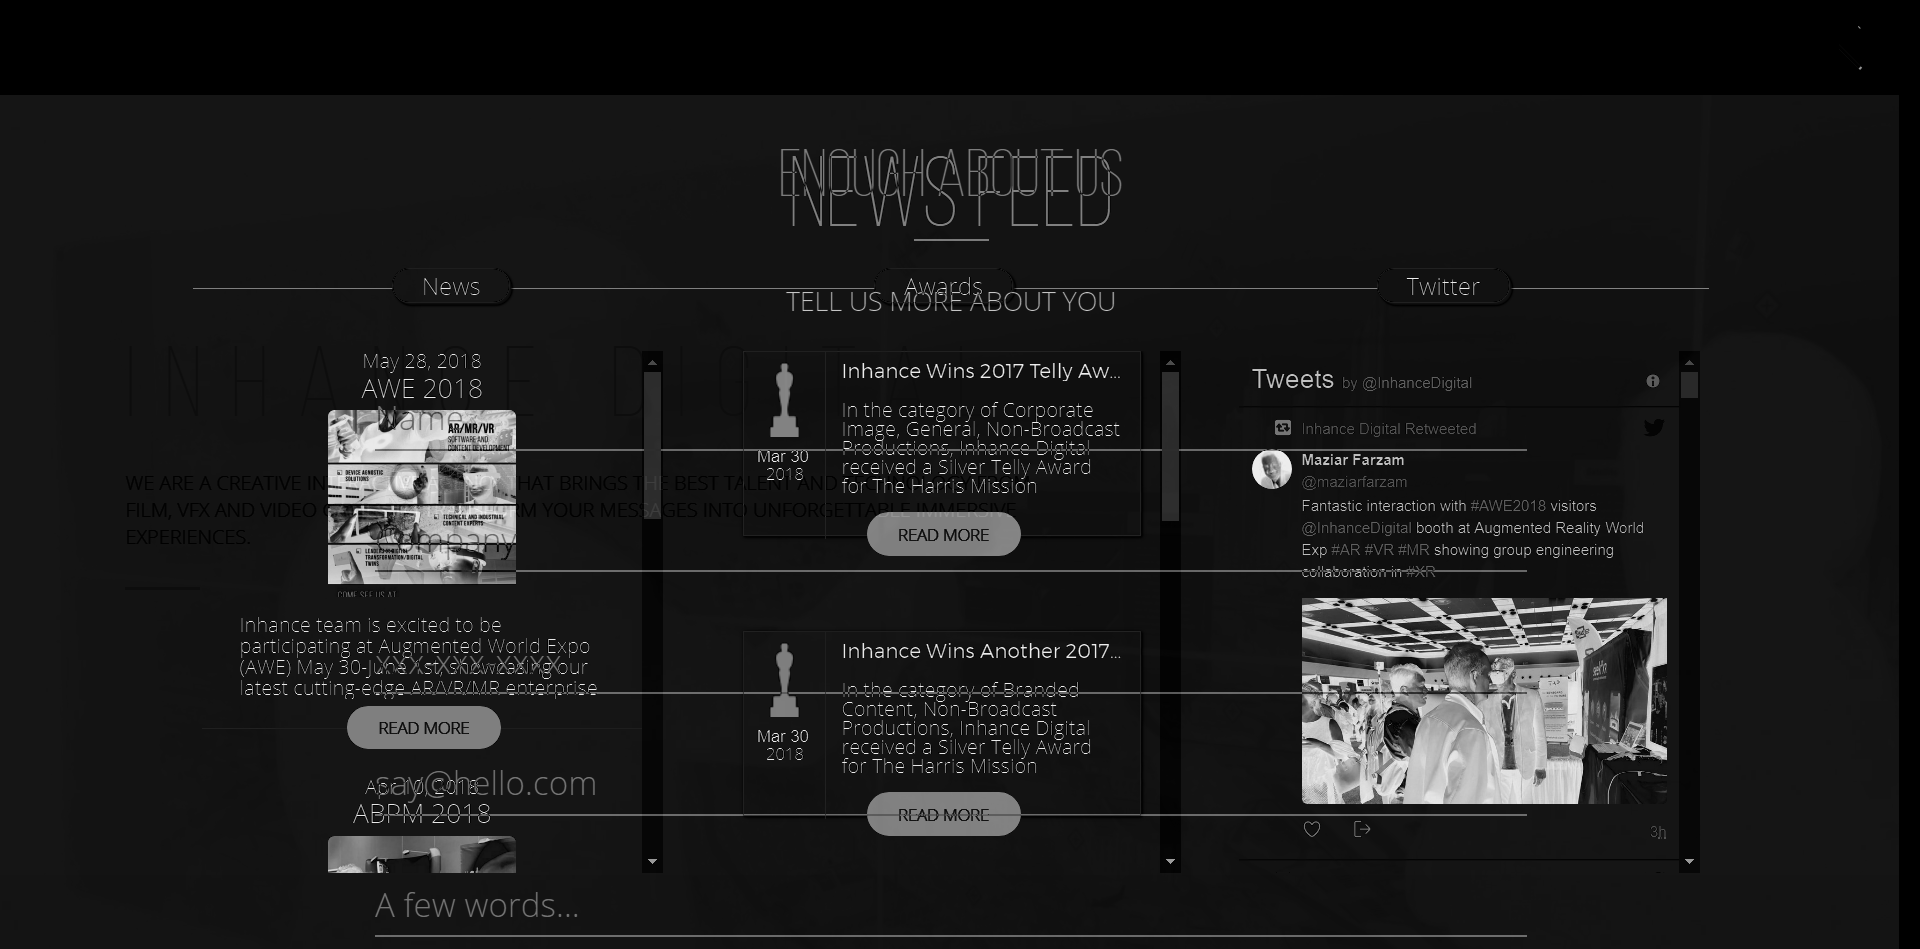 ENOUGH ABOUT US
NEWSFEED
News
Awards
Twitter
TELL US MORE ABOUT YOU
INHANCE DIGITAL
WE ARE A CREATIVE THAT BRINGS THE BEST TALENT AND
FILM, VFX AND VIDEO YOUR MESSAGES INTO UNFORGETTABLE IMMERSIVE
EXPERIENCES.
May 28, 2018
AWE 2018
Name
AR/MR/VR
SOFTWARE AND
CONTENT DEVELOPMENT
DEVICE AGNOSTIC
SOLUTIONS
TECHNICAL AND INDUSTRIAL
CONTENT EXPERTS
Company
LEADERS IN DIGITAL
TRANSFORMATION/DIGITAL
TWINS
COME SEE US AT
Inhance team is excited to be
participating at Augmented World Expo
(AWE) May 30-June 1st, showcasing our
latest cutting-edge AR/VR/MR enterprise
XXX-XXX-XXXX
READ MORE
say@hello.com
Apr 10, 2018
ABPM 2018
A few words...
Inhance Wins 2017 Telly Aw...
In the category of Corporate
Image, General, Non-Broadcast
Productions, Inhance Digital
received a Silver Telly Award
for The Harris Mission
Mar 30
2018
READ MORE
Inhance Wins Another 2017...
In the category of Branded
Content, Non-Broadcast
Productions, Inhance Digital
received a Silver Telly Award
for The Harris Mission
Mar 30
2018
READ MORE
Tweets by @InhanceDigital
Inhance Digital Retweeted
Maziar Farzam
@maziarfarzam
Fantastic interaction with #AWE2018 visitors
@InhanceDigital booth at Augmented Reality World
Exp #AR #VR #MR showing group engineering
collaboration in #XR
3h